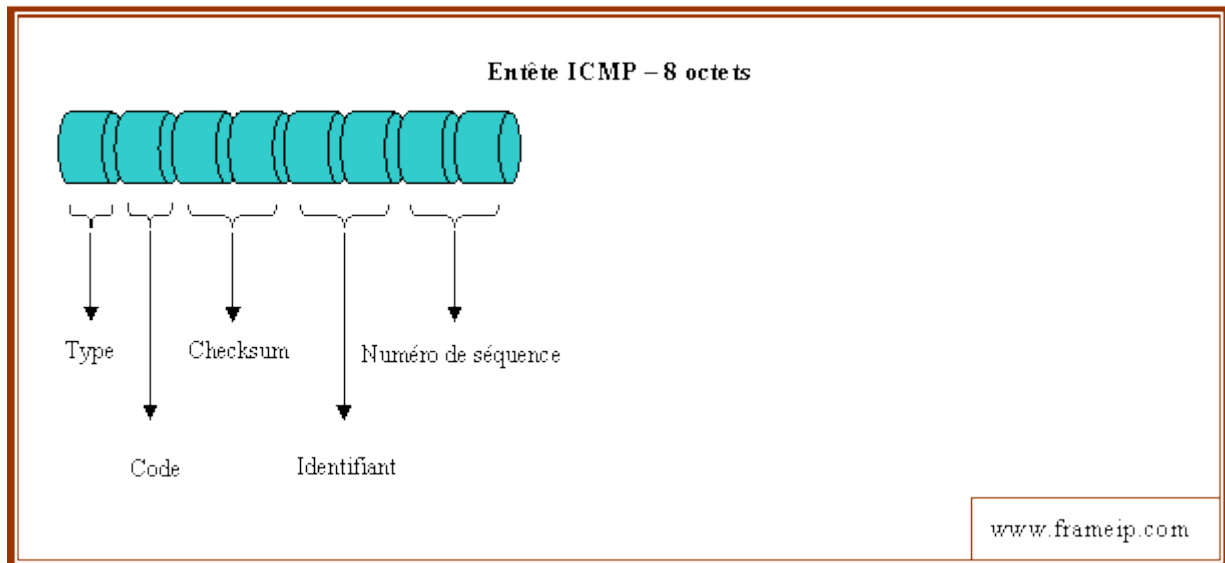 Entête ICMP – 8 octets
Type
Checksum
Numéro de séquence
Code
Identifiant
www.frameip.com